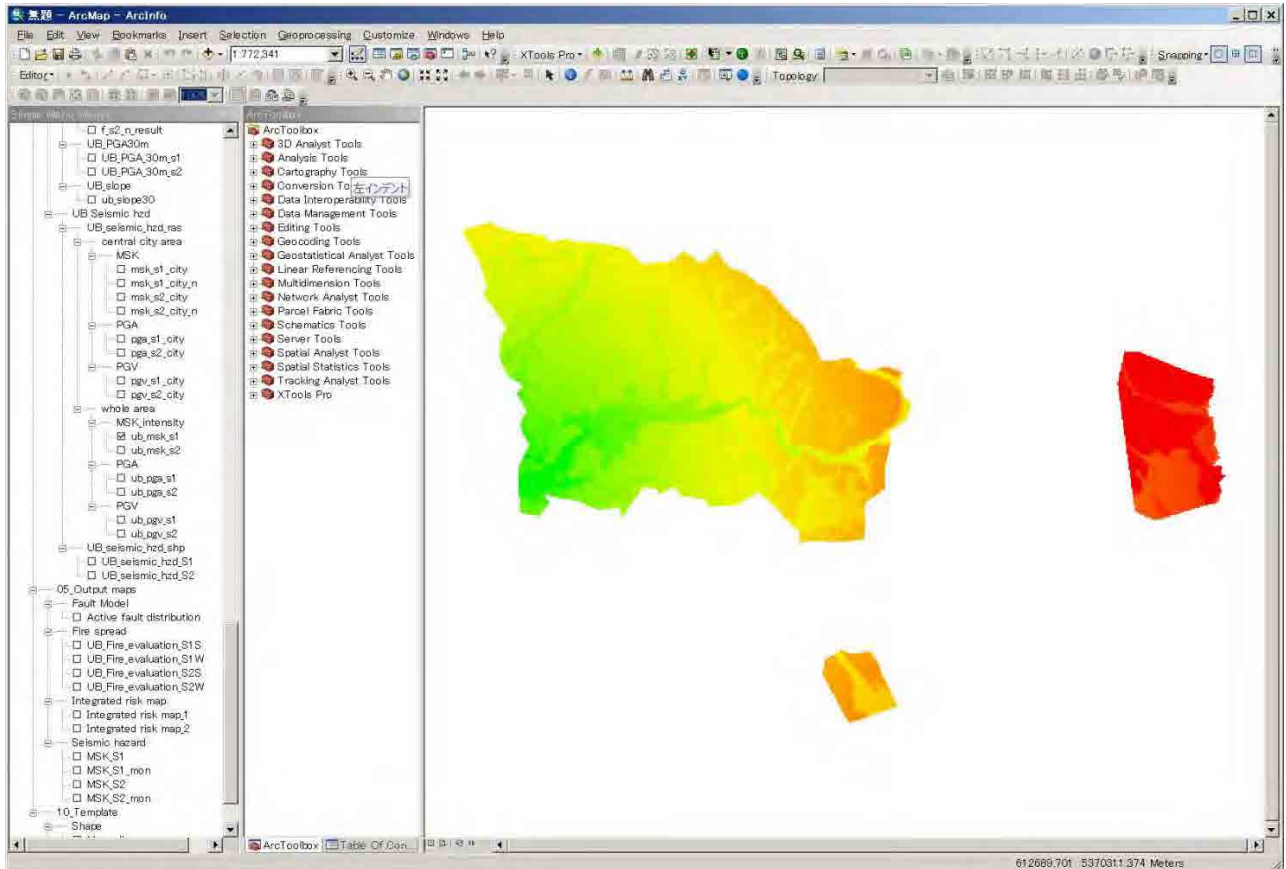 無題 - ArcMap - ArcInfo
File Edit View Bookmarks Insert Selection Geoprocessing Customize Windows Help
1:772,341
XTools Pro
Snapping
Editor
Topology
100%
f_s2_n_result
UB_PGA30m
UB_PGA_30m_s1
UB_PGA_30m_s2
UB_slope
ub_slope30
UB Seismic hzd
UB_seismic_hzd_ras
central city area
MSK
msk_s1_city
msk_s1_city_n
msk_s2_city
msk_s2_city_n
PGA
pga_s1_city
pga_s2_city
PGV
pgv_s1_city
pgv_s2_city
whole area
MSK_intensity
ub_msk_s1
ub_msk_s2
PGA
ub_pga_s1
ub_pga_s2
PGV
ub_pgv_s1
ub_pgv_s2
UB_seismic_hzd_shp
UB_seismic_hzd_S1
UB_seismic_hzd_S2
05_Output maps
Fault Model
Active fault distribution
Fire spread
UB_Fire_evaluation_S1S
UB_Fire_evaluation_S1W
UB_Fire_evaluation_S2S
UB_Fire_evaluation_S2W
Integrated risk map
Integrated risk map_1
Integrated risk map_2
Seismic hazard
MSK_S1
MSK_S1_mon
MSK_S2
MSK_S2_mon
10_Template
Shape
ArcToolbox
ArcToolbox
3D Analyst Tools
Analysis Tools
Cartography Tools
Conversion To
左インデント
Data Interoperability Tools
Data Management Tools
Editing Tools
Geocoding Tools
Geostatistical Analyst Tools
Linear Referencing Tools
Multidimension Tools
Network Analyst Tools
Parcel Fabric Tools
Schematics Tools
Server Tools
Spatial Analyst Tools
Spatial Statistics Tools
Tracking Analyst Tools
XTools Pro
ArcToolbox
Table Of Con...
612689.701 5370311.374 Meters